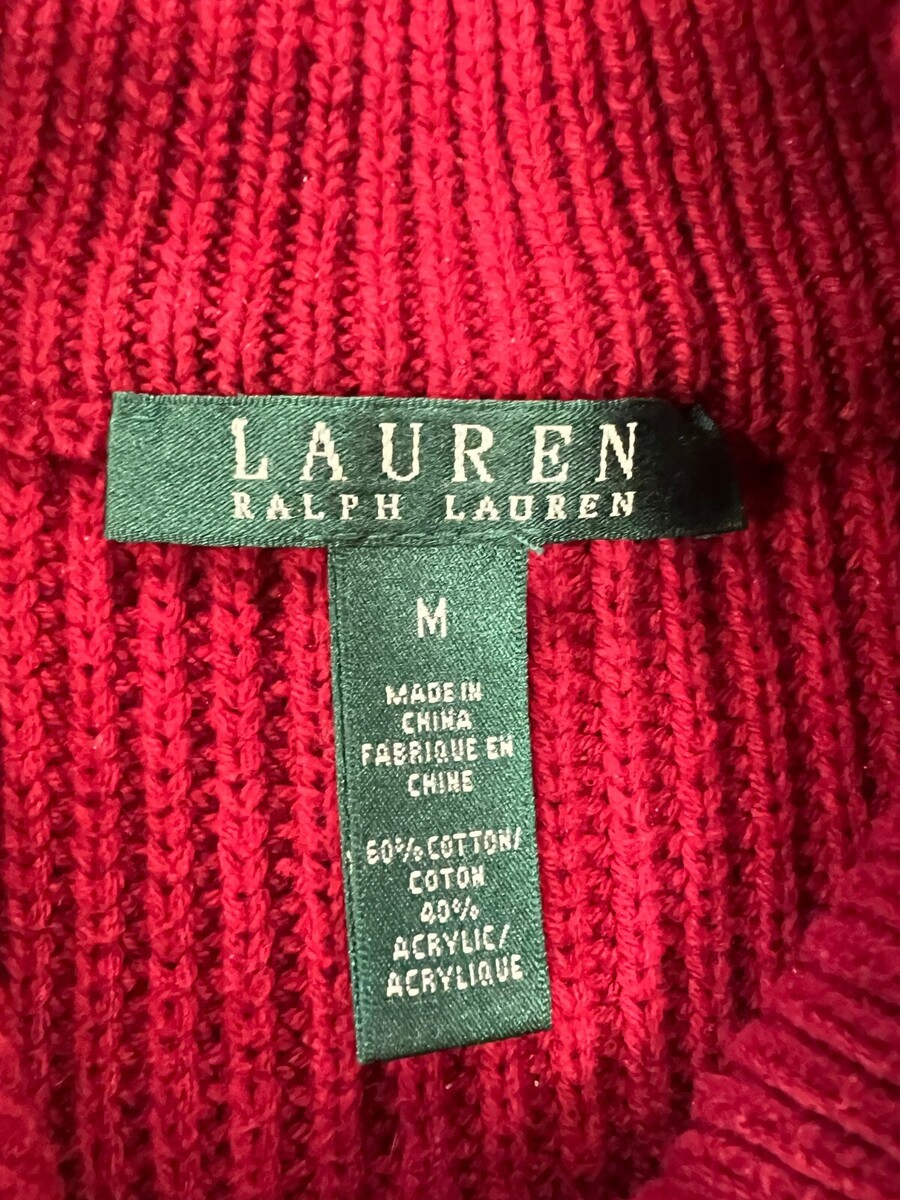 LAUREN
RALPH LAUREN
M
MADE IN
CHINA
FABRIQUE EN
CHINE
60% COTTON/
COTON
40%
ACRYLIC/
ACRYLIQUE